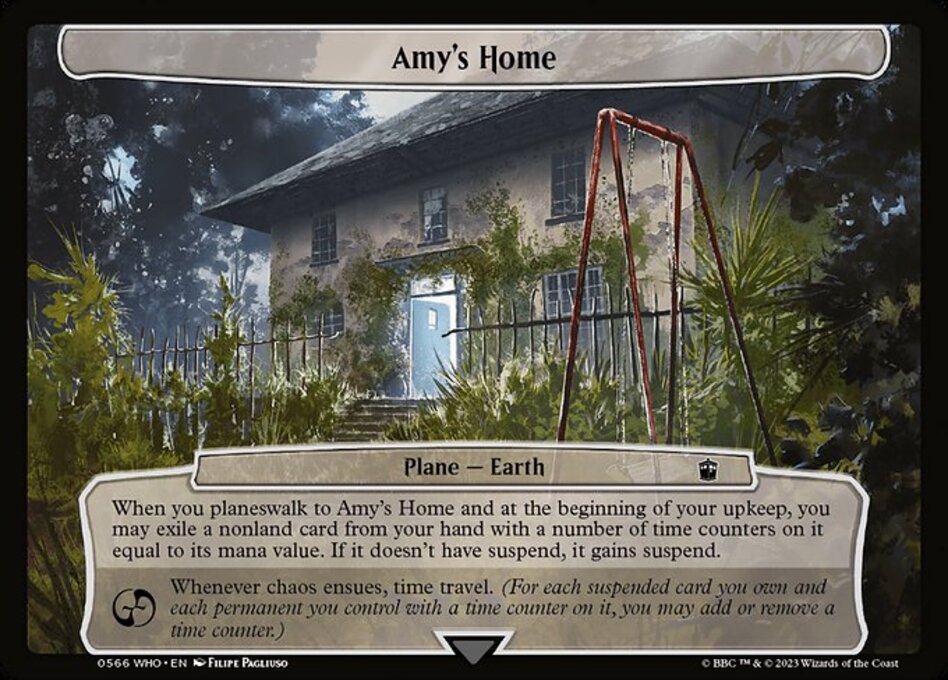 Amy's Home
Plane — Earth
When you planeswalk to Amy's Home and at the beginning of your upkeep, you
may exile a nonland card from your hand with a number of time counters on it
equal to its mana value. If it doesn't have suspend, it gains suspend.
Whenever chaos ensues, time travel. (For each suspended card you own and
each permanent you control with a time counter on it, you may add or remove a
time counter.)
0566 WHO • EN Filipe Pagliuso
© BBC ™ & © 2023 Wizards of the Coast